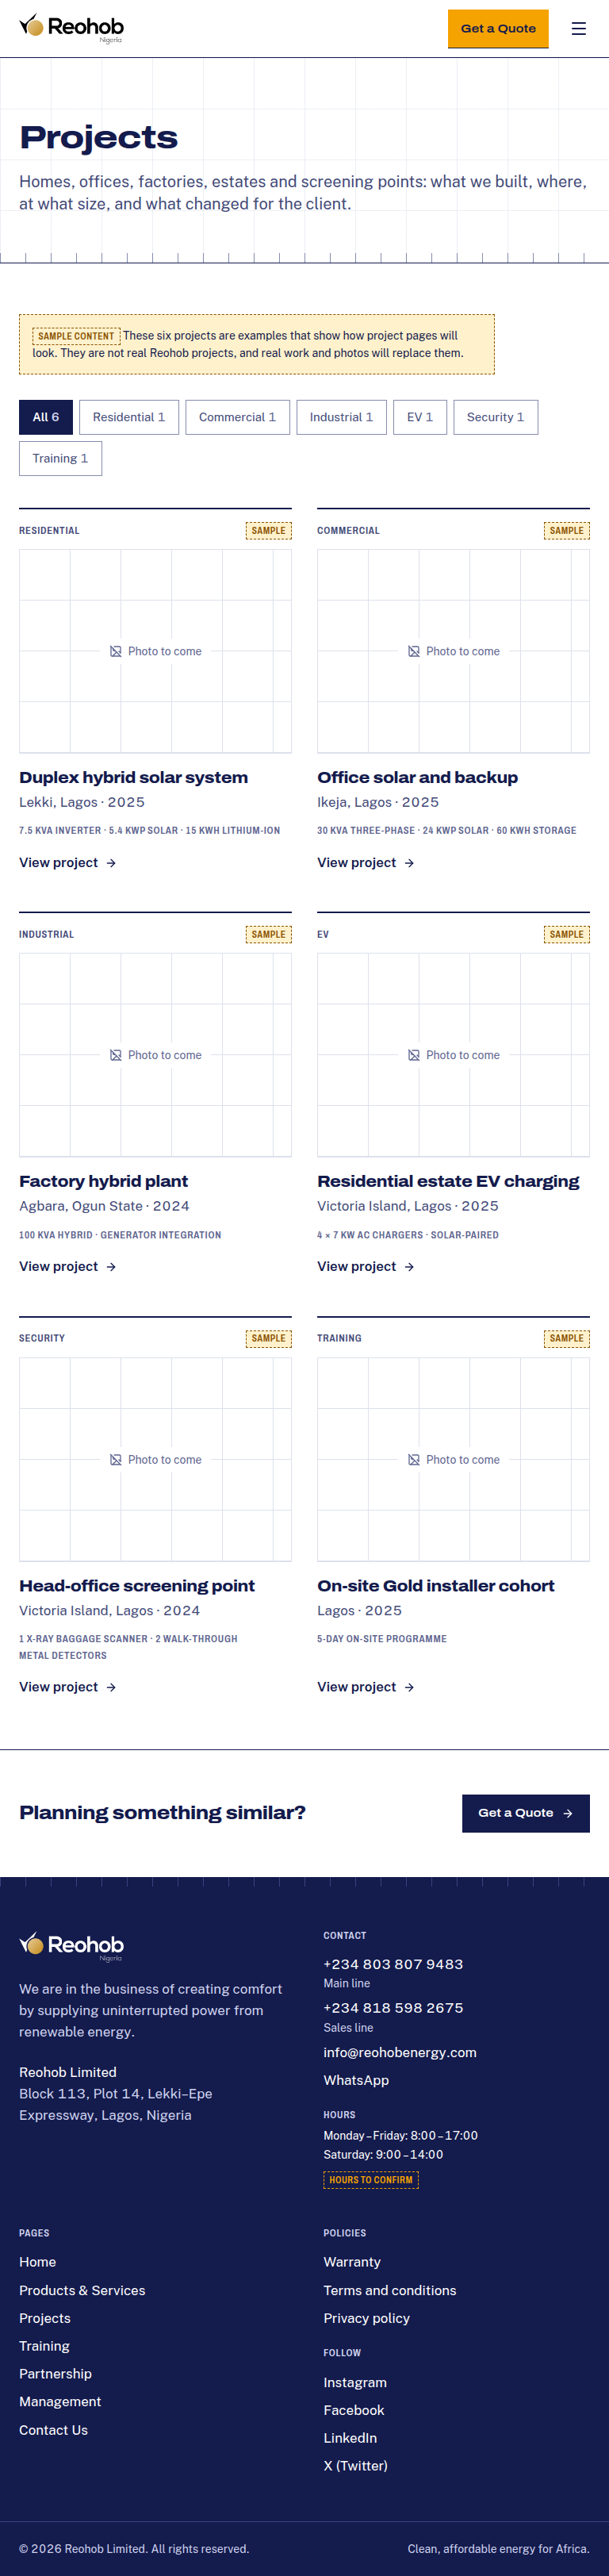 Reohob
Nigeria
Get a Quote
Projects
Homes, offices, factories, estates and screening points: what we built, where,
at what size, and what changed for the client.
SAMPLE CONTENT These six projects are examples that show how project pages will
look. They are not real Reohob projects, and real work and photos will replace them.
All 6
Residential 1
Commercial 1
Industrial 1
EV 1
Security 1
Training 1
RESIDENTIAL
SAMPLE
Photo to come
Duplex hybrid solar system
Lekki, Lagos · 2025
7.5 KVA INVERTER · 5.4 KWP SOLAR · 15 KWH LITHIUM-ION
View project
COMMERCIAL
SAMPLE
Photo to come
Office solar and backup
Ikeja, Lagos · 2025
30 KVA THREE-PHASE · 24 KWP SOLAR · 60 KWH STORAGE
View project
INDUSTRIAL
SAMPLE
Photo to come
Factory hybrid plant
Agbara, Ogun State · 2024
100 KVA HYBRID · GENERATOR INTEGRATION
View project
EV
SAMPLE
Photo to come
Residential estate EV charging
Victoria Island, Lagos · 2025
4 × 7 KW AC CHARGERS · SOLAR-PAIRED
View project
SECURITY
SAMPLE
Photo to come
Head-office screening point
Victoria Island, Lagos · 2024
1 X-RAY BAGGAGE SCANNER · 2 WALK-THROUGH
METAL DETECTORS
View project
TRAINING
SAMPLE
Photo to come
On-site Gold installer cohort
Lagos · 2025
5-DAY ON-SITE PROGRAMME
View project
Planning something similar?
Get a Quote
Reohob
Nigeria
We are in the business of creating comfort
by supplying uninterrupted power from
renewable energy.
Reohob Limited
Block 113, Plot 14, Lekki–Epe
Expressway, Lagos, Nigeria
CONTACT
+234 803 807 9483
Main line
+234 818 598 2675
Sales line
info@reohobenergy.com
WhatsApp
HOURS
Monday–Friday: 8:00–17:00
Saturday: 9:00–14:00
HOURS TO CONFIRM
PAGES
Home
Products & Services
Projects
Training
Partnership
Management
Contact Us
POLICIES
Warranty
Terms and conditions
Privacy policy
FOLLOW
Instagram
Facebook
LinkedIn
X (Twitter)
© 2026 Reohob Limited. All rights reserved.
Clean, affordable energy for Africa.